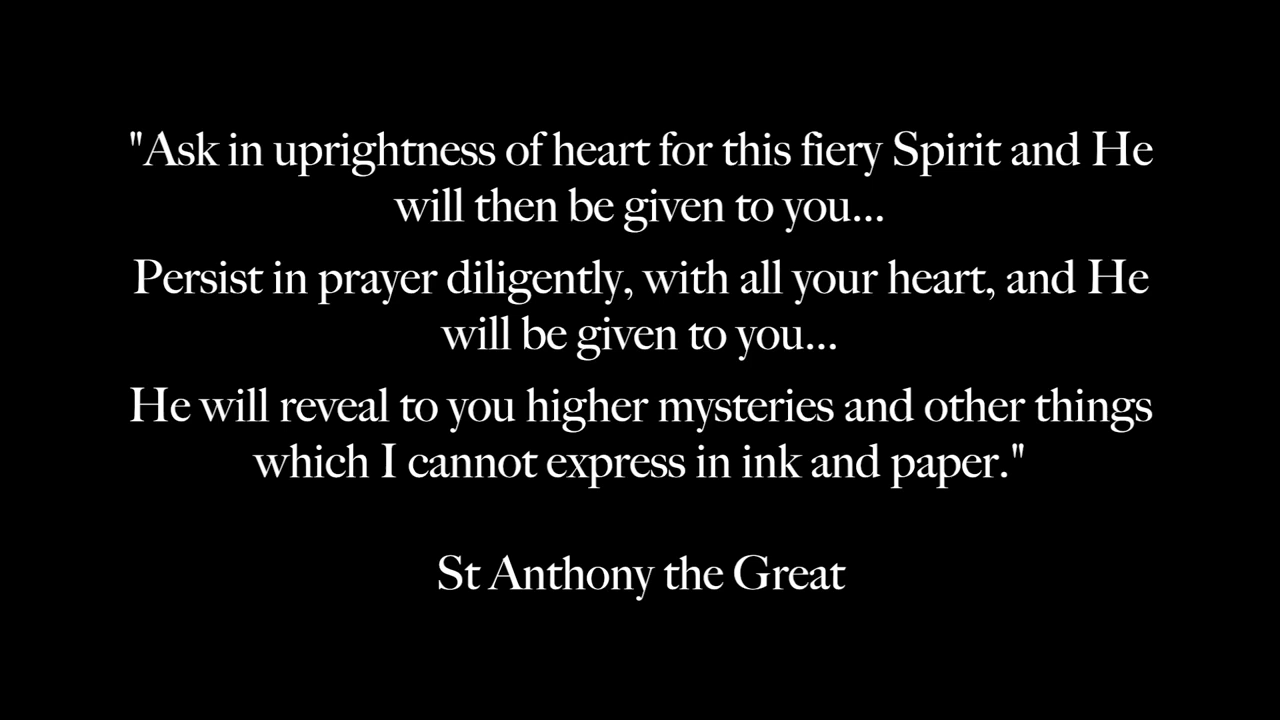 "Ask in uprightness of heart for this fiery Spirit and He
will then be given to you...
Persist in prayer diligently, with all your heart, and He
will be given to you...
He will reveal to you higher mysteries and other things
which I cannot express in ink and paper."
St Anthony the Great